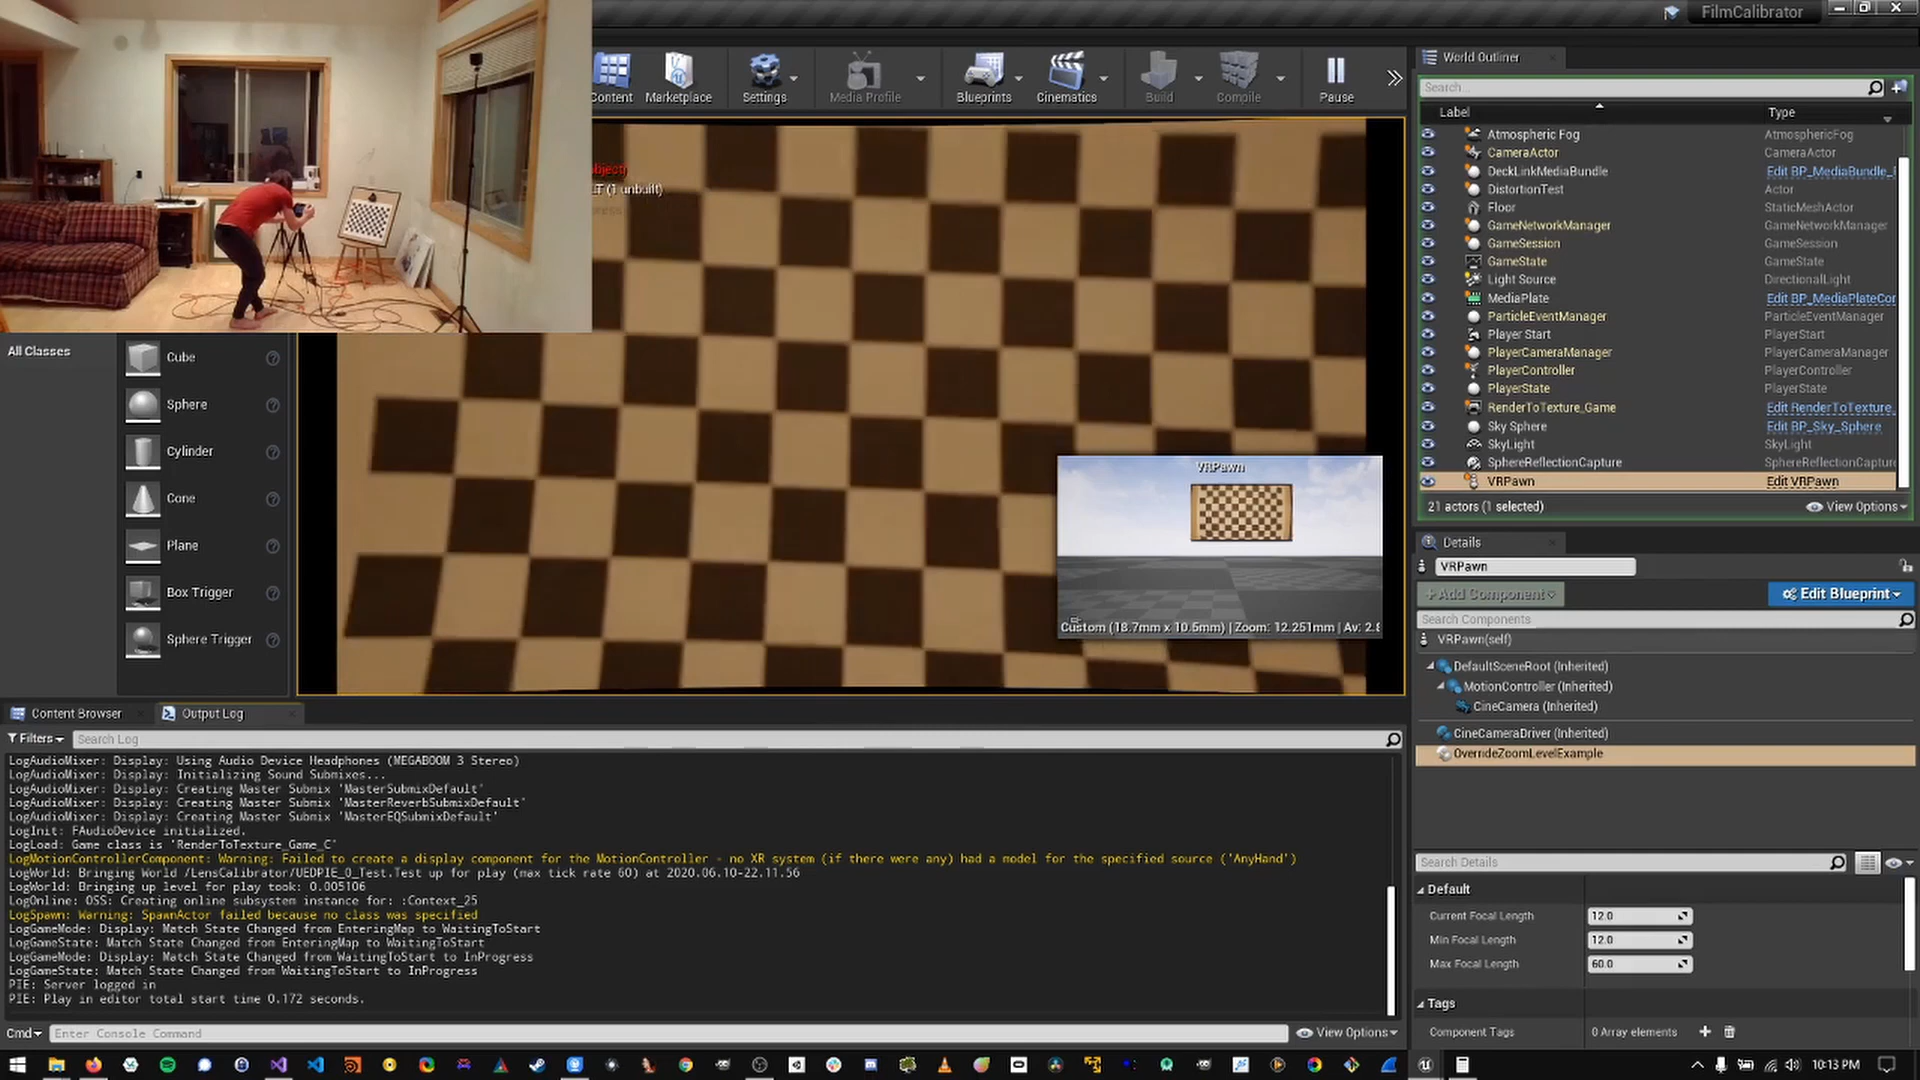 FilmCalibrator
Content
Marketplace
Settings
Media Profile
Blueprints
Cinematics
Build
Compile
Pause
LT (1 unbuilt)
All Classes
Cube
Sphere
Cylinder
Cone
Plane
Box Trigger
Sphere Trigger
VRPawn
Custom (18.7mm x 10.5mm) | Zoom: 12.251mm | Av: 2.8
World Outliner
Search...
Label Type
Atmospheric Fog AtmosphericFog
CameraActor CameraActor
DeckLinkMediaBundle Edit BP_MediaBundle_
DistortionTest Actor
Floor StaticMeshActor
GameNetworkManager GameNetworkManager
GameSession GameSession
GameState GameState
Light Source DirectionalLight
MediaPlate Edit BP_MediaPlateCor
ParticleEventManager ParticleEventManager
Player Start PlayerStart
PlayerCameraManager PlayerCameraManager
PlayerController PlayerController
PlayerState PlayerState
RenderToTexture_Game Edit RenderToTexture_
Sky Sphere Edit BP_Sky_Sphere
SkyLight SkyLight
SphereReflectionCapture SphereReflectionCapture
VRPawn Edit VRPawn
21 actors (1 selected) View Options
Details
VRPawn
+Add Component Edit Blueprint
Search Components
VRPawn(self)
DefaultSceneRoot (Inherited)
MotionController (Inherited)
CineCamera (Inherited)
CineCameraDriver (Inherited)
OverrideZoomLevelExample
Search Details
Default
Current Focal Length 12.0
Min Focal Length 12.0
Max Focal Length 60.0
Tags
Component Tags 0 Array elements
Content Browser Output Log
Filters Search Log
LogAudioMixer: Display: Using Audio Device Headphones (MEGABOOM 3 Stereo)
LogAudioMixer: Display: Initializing Sound Submixes...
LogAudioMixer: Display: Creating Master Submix 'MasterSubmixDefault'
LogAudioMixer: Display: Creating Master Submix 'MasterReverbSubmixDefault'
LogAudioMixer: Display: Creating Master Submix 'MasterEQSubmixDefault'
LogInit: FAudioDevice initialized.
LogLoad: Game class is 'RenderToTexture_Game_C'
LogMotionControllerComponent: Warning: Failed to create a display component for the MotionController - no XR system (if there were any) had a model for the specified source ('AnyHand')
LogWorld: Bringing World /LensCalibrator/UEDPIE_0_Test.Test up for play (max tick rate 60) at 2020.06.10-22.11.56
LogWorld: Bringing up level for play took: 0.005106
LogOnline: OSS: Creating online subsystem instance for: :Context_25
LogSpawn: Warning: SpawnActor failed because no class was specified
LogGameMode: Display: Match State Changed from EnteringMap to WaitingToStart
LogGameState: Match State Changed from EnteringMap to WaitingToStart
LogGameMode: Display: Match State Changed from WaitingToStart to InProgress
LogGameState: Match State Changed from WaitingToStart to InProgress
PIE: Server logged in
PIE: Play in editor total start time 0.172 seconds.
Cmd Enter Console Command View Options
10:13 PM